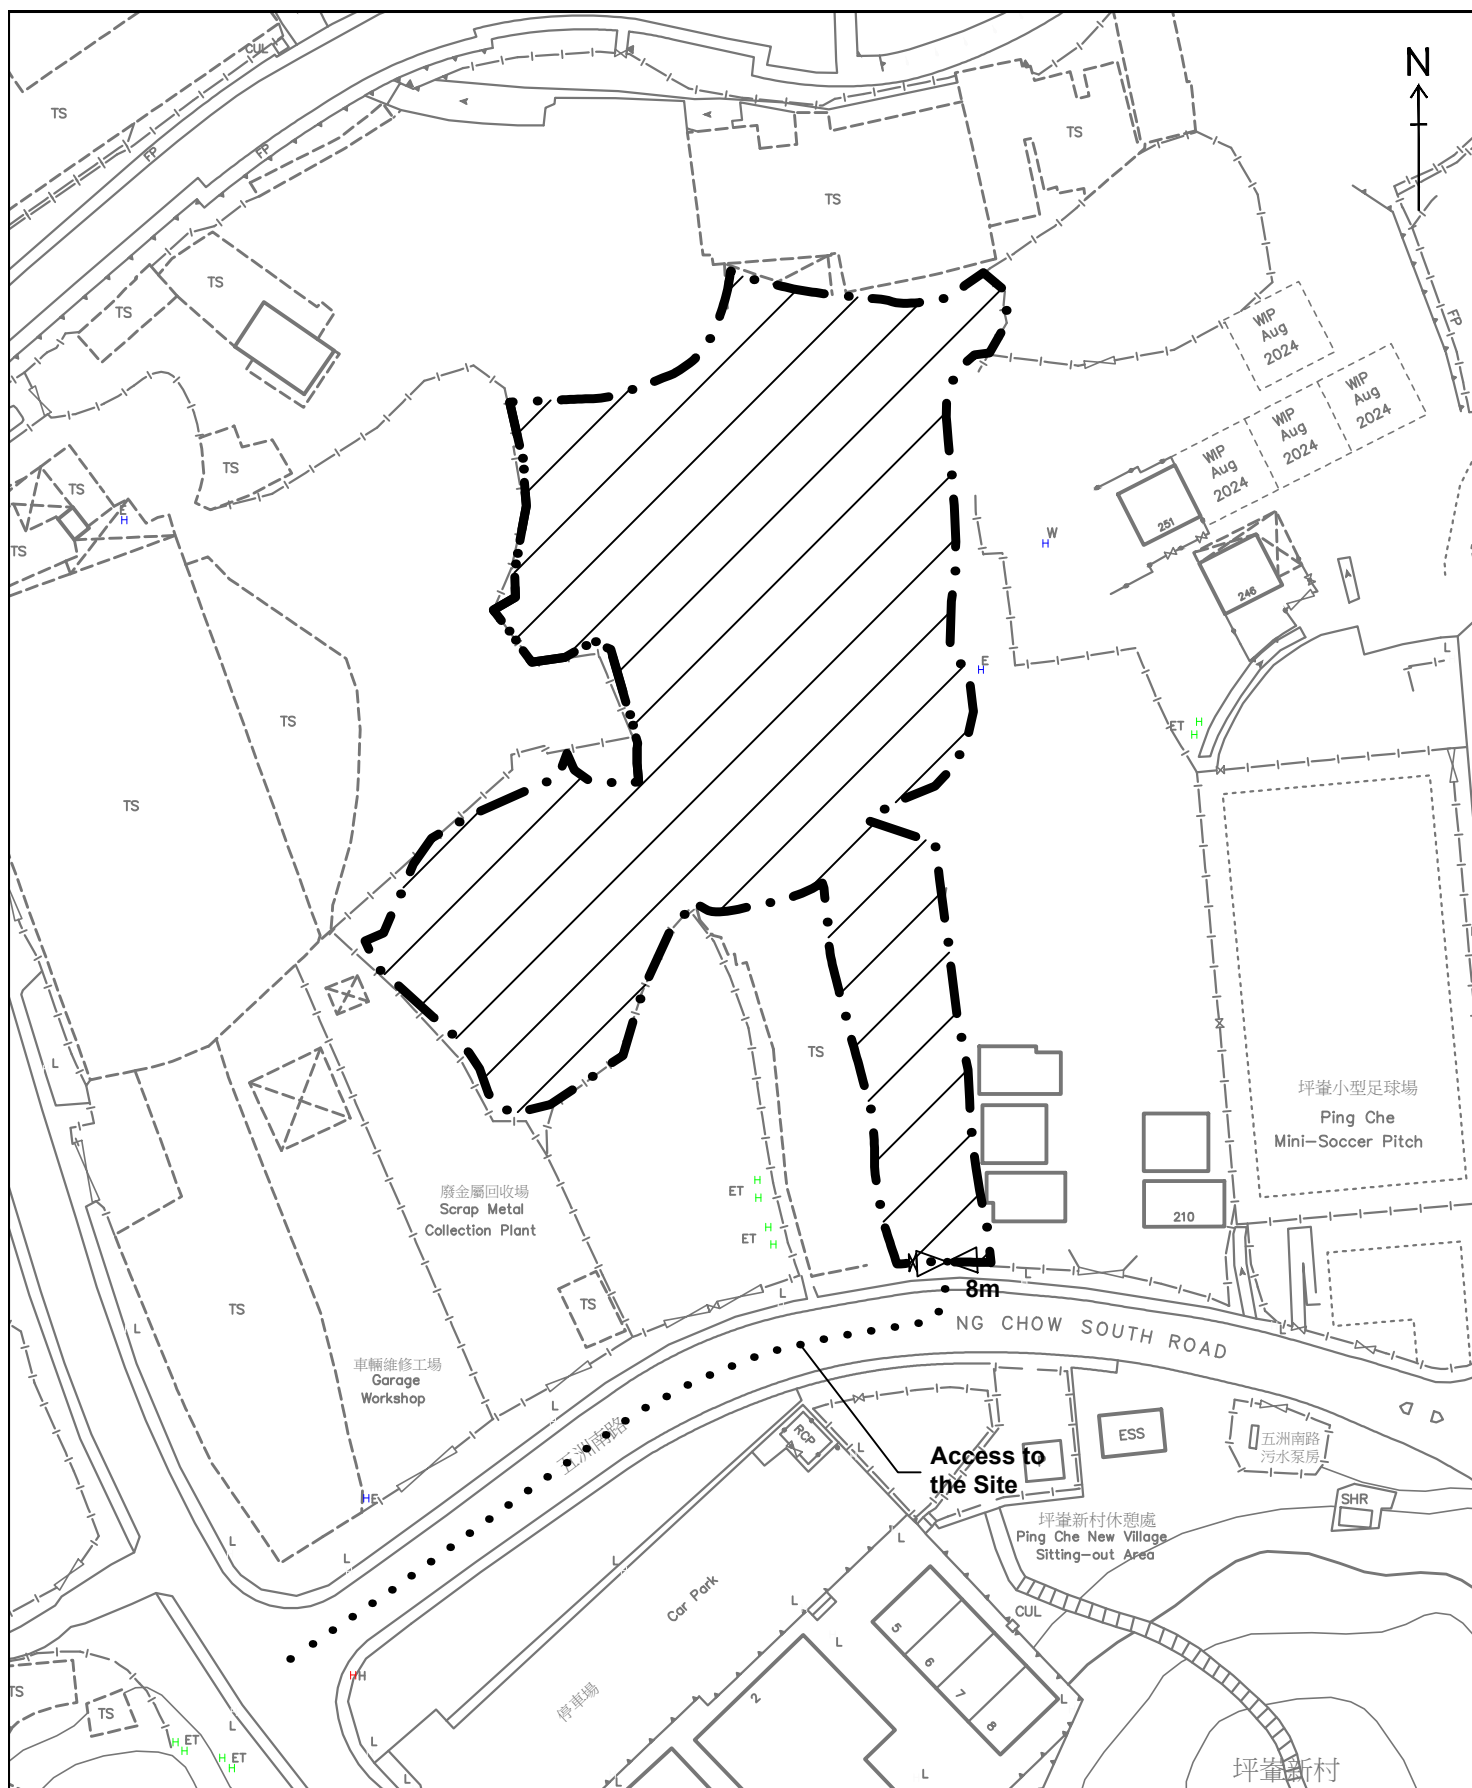 CUL
N
TS
FP
FP
TS
TS
TS
TS
WIP
Aug
2024
FP
WIP
Aug
2024
WIP
Aug
2024
WIP
Aug
2024
TS
TS
E
H
TS
251
W
H
246
A
E
H
L
ET
H
H
TS
TS
TS
L
坪輋小型足球場
Ping Che
Mini-Soccer Pitch
廢金屬回收場
Scrap Metal
Collection Plant
ET
H
H
ET
H
H
210
TS
TS
L
L
L
8m
NG CHOW SOUTH ROAD
車輛維修工場
Garage
Workshop
L
五洲南路
RCP
L
Access to
the Site
ESS
五洲南路
污水泵房
HE
SHR
坪輋新村休憩處
Ping Che New Village
Sitting-out Area
L
L
L
L
Car Park
L
L
CUL
5
6
7
8
HH
2
L
停車場
TS
TS
L
ET
H
H
ET
H
H
L
L
L
L
坪輋新村